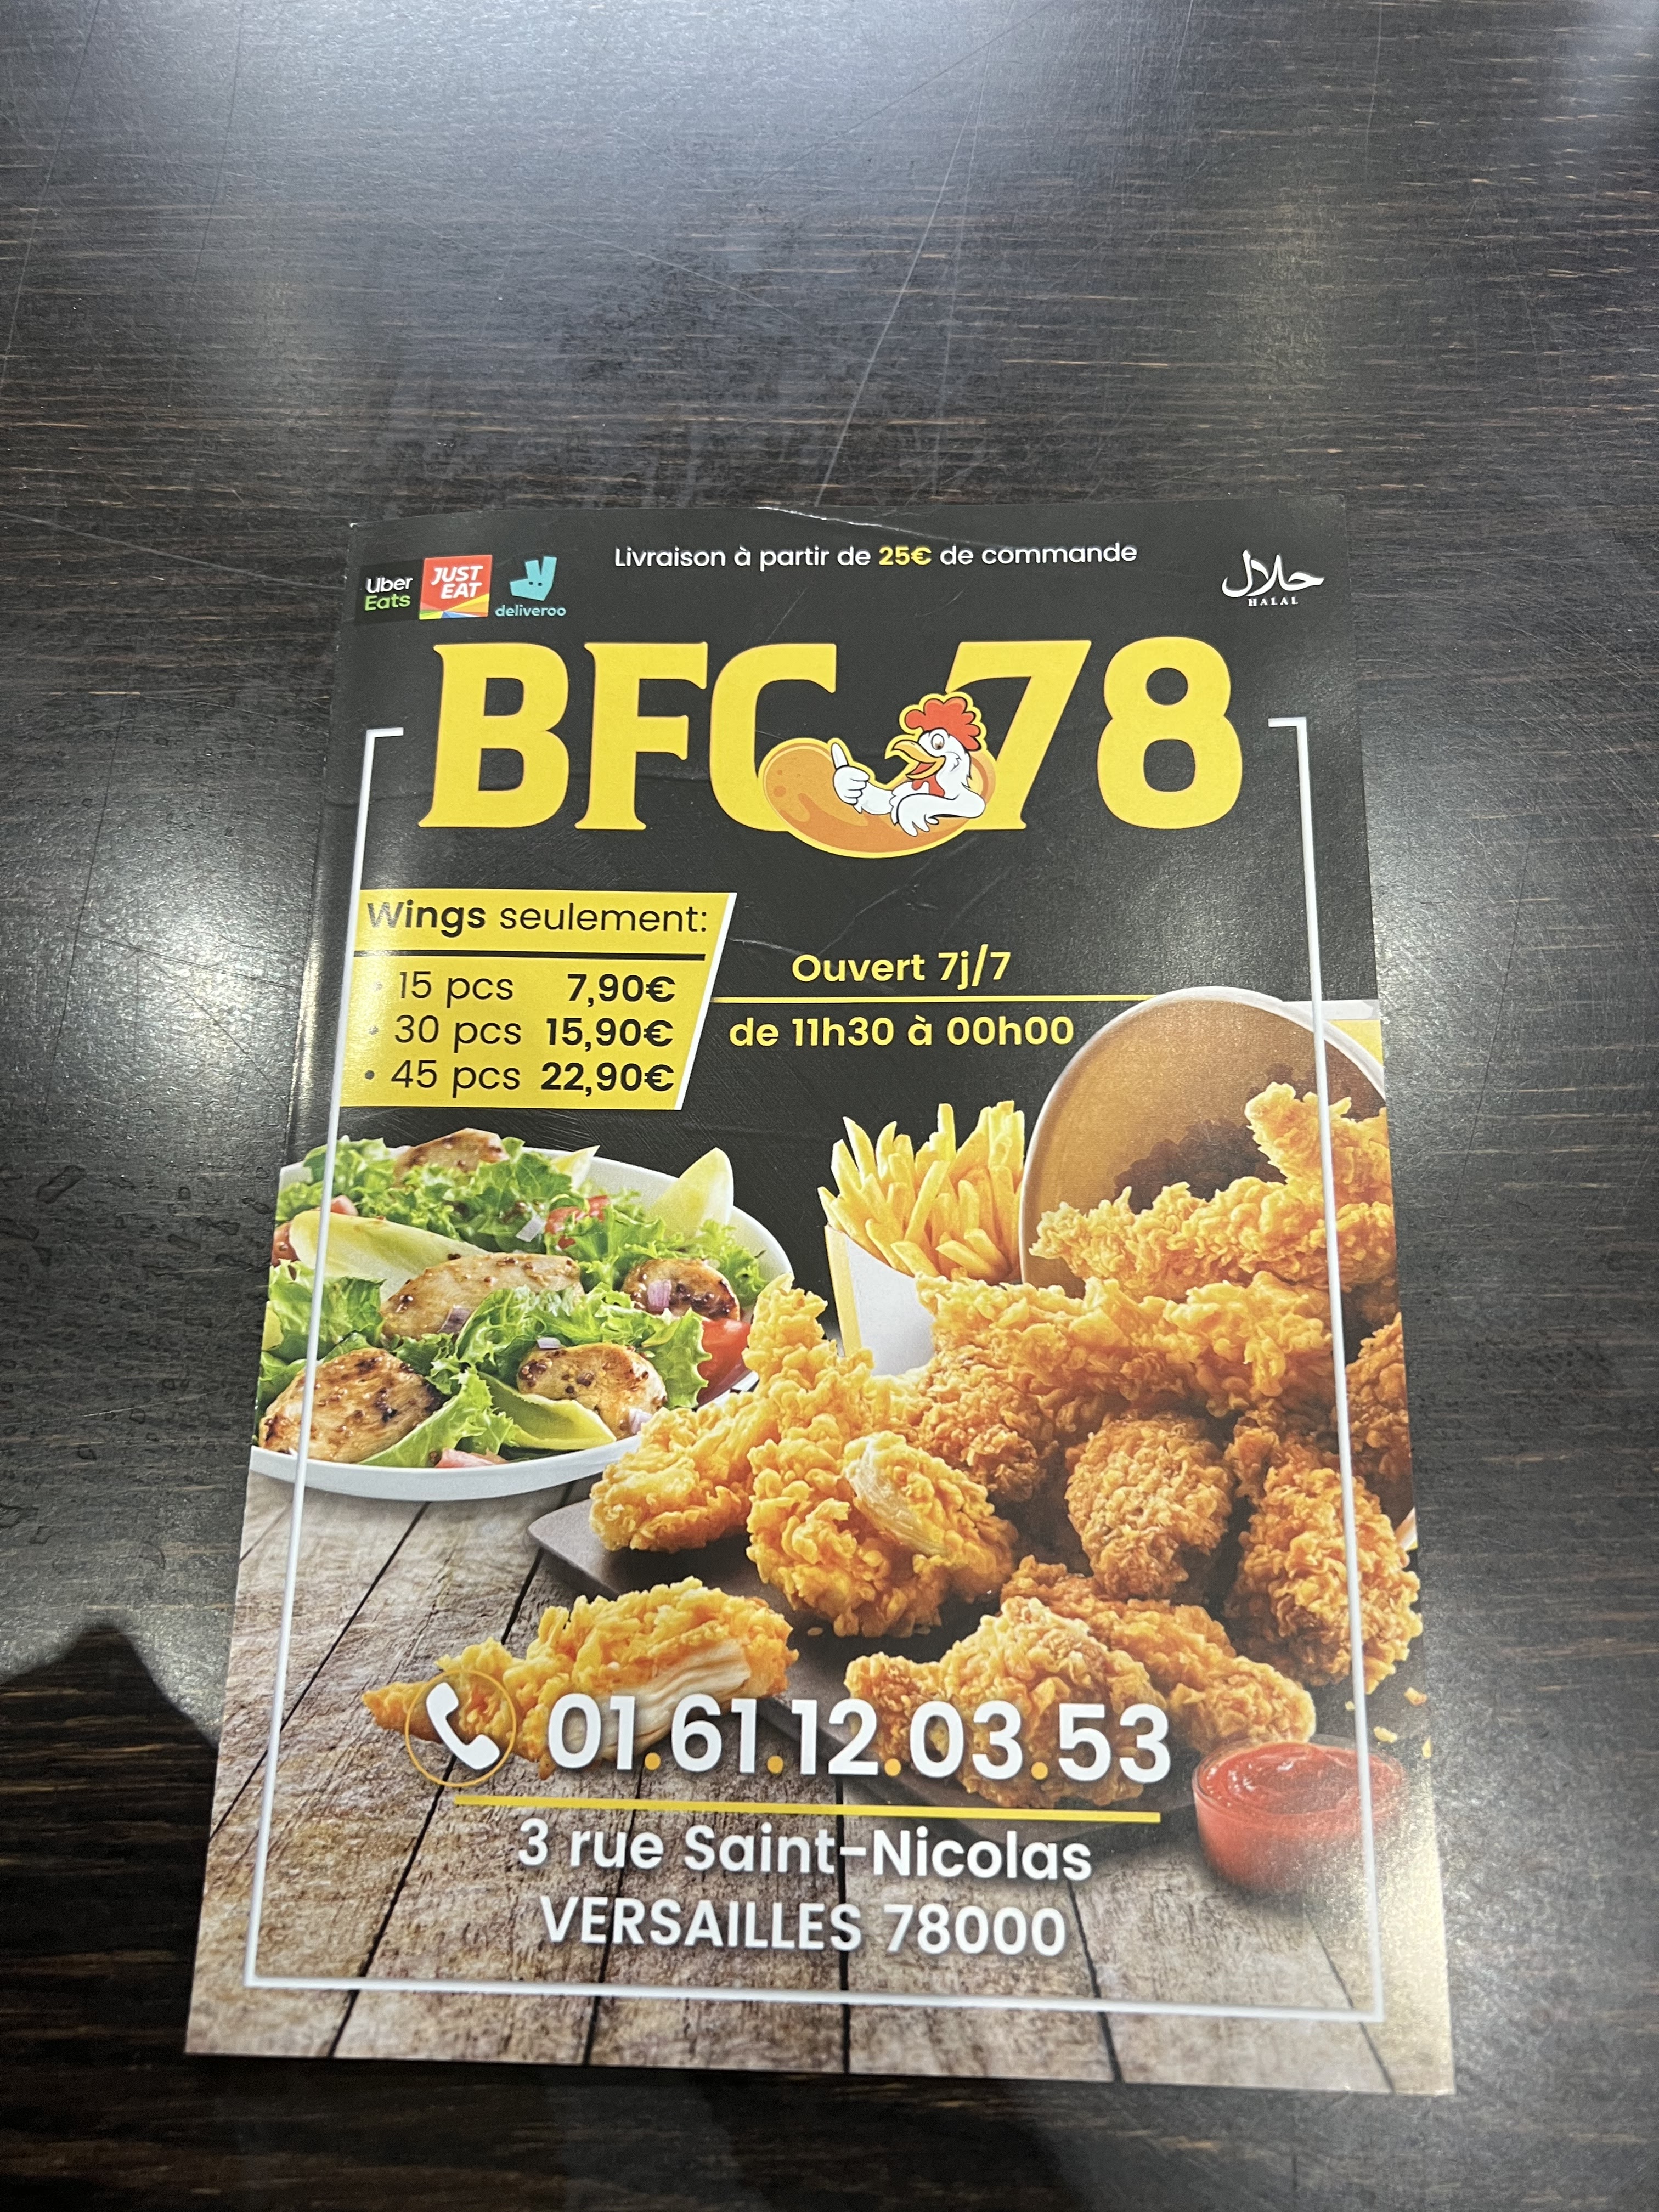 Livraison à partir de 25€ de commande
Uber Eats
JUST EAT
deliveroo
حلال
HALAL
BFC 78
Wings seulement:
• 15 pcs 7,90€
• 30 pcs 15,90€
• 45 pcs 22,90€
Ouvert 7j/7
de 11h30 à 00h00
01.61.12.03.53
3 rue Saint-Nicolas
VERSAILLES 78000